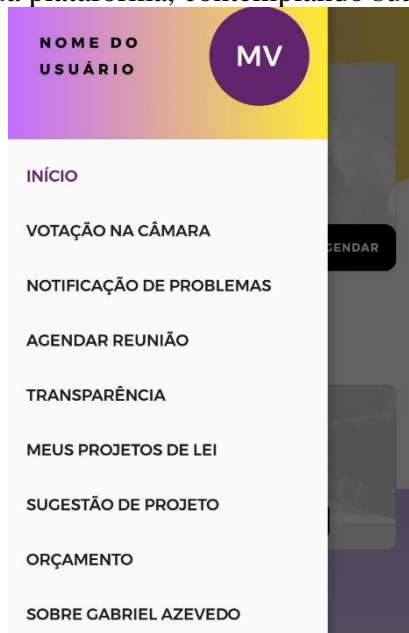 NOME DO
USUÁRIO
MV
INÍCIO
VOTAÇÃO NA CÂMARA
NOTIFICAÇÃO DE PROBLEMAS
AGENDAR REUNIÃO
TRANSPARÊNCIA
MEUS PROJETOS DE LEI
SUGESTÃO DE PROJETO
ORÇAMENTO
SOBRE GABRIEL AZEVEDO